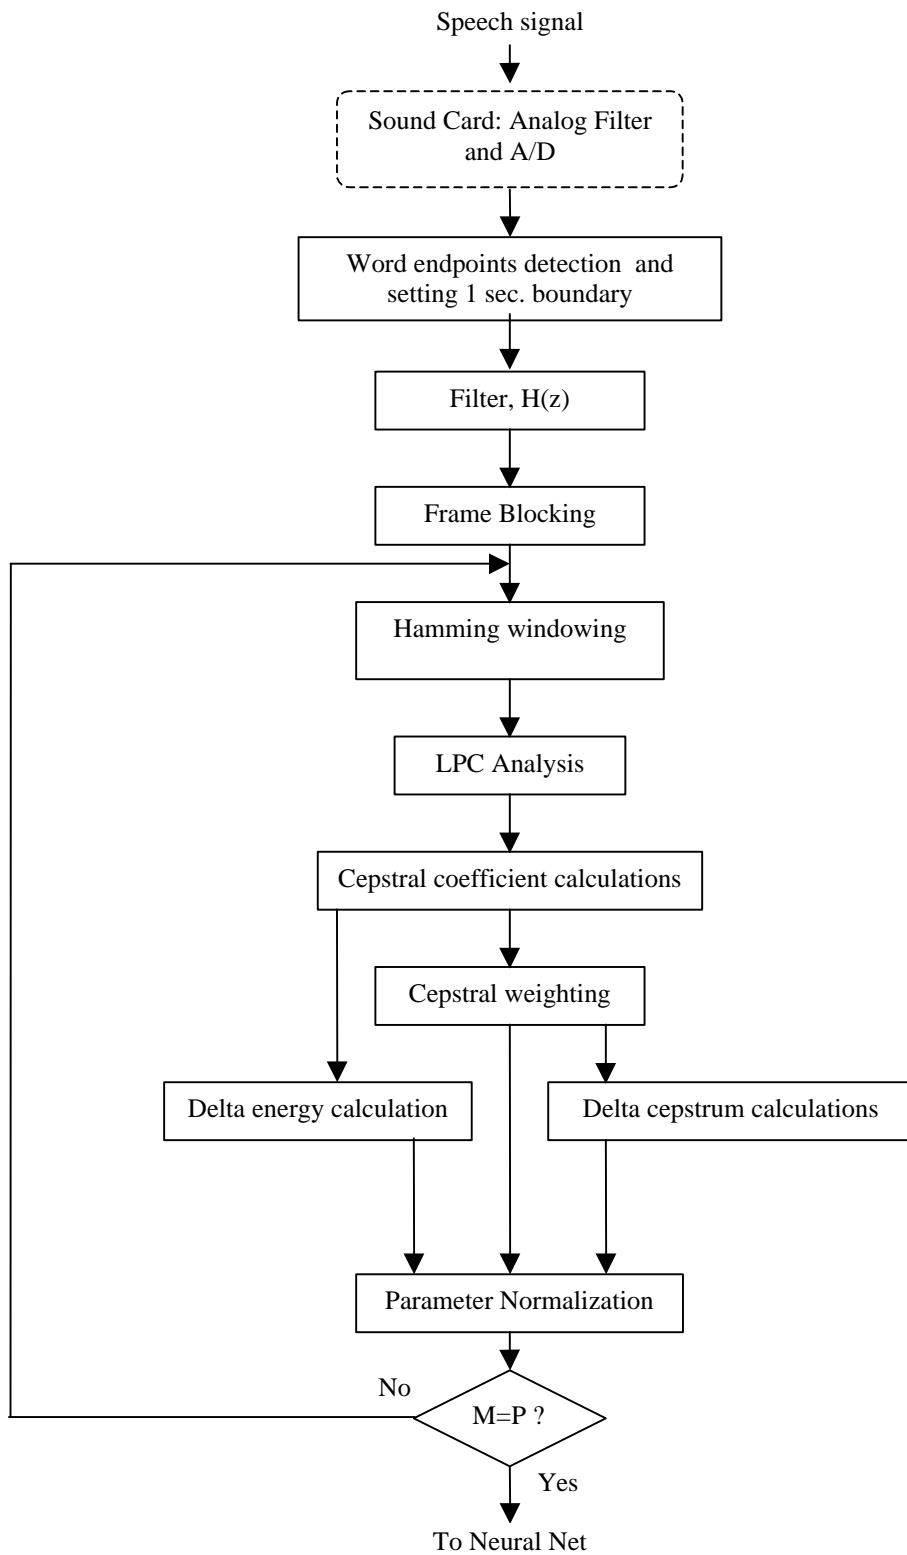 Speech signal
Sound Card: Analog Filter
and A/D
Word endpoints detection and
setting 1 sec. boundary
Filter, H(z)
Frame Blocking
Hamming windowing
LPC Analysis
Cepstral coefficient calculations
Cepstral weighting
Delta energy calculation
Delta cepstrum calculations
Parameter Normalization
No
M=P ?
Yes
To Neural Net